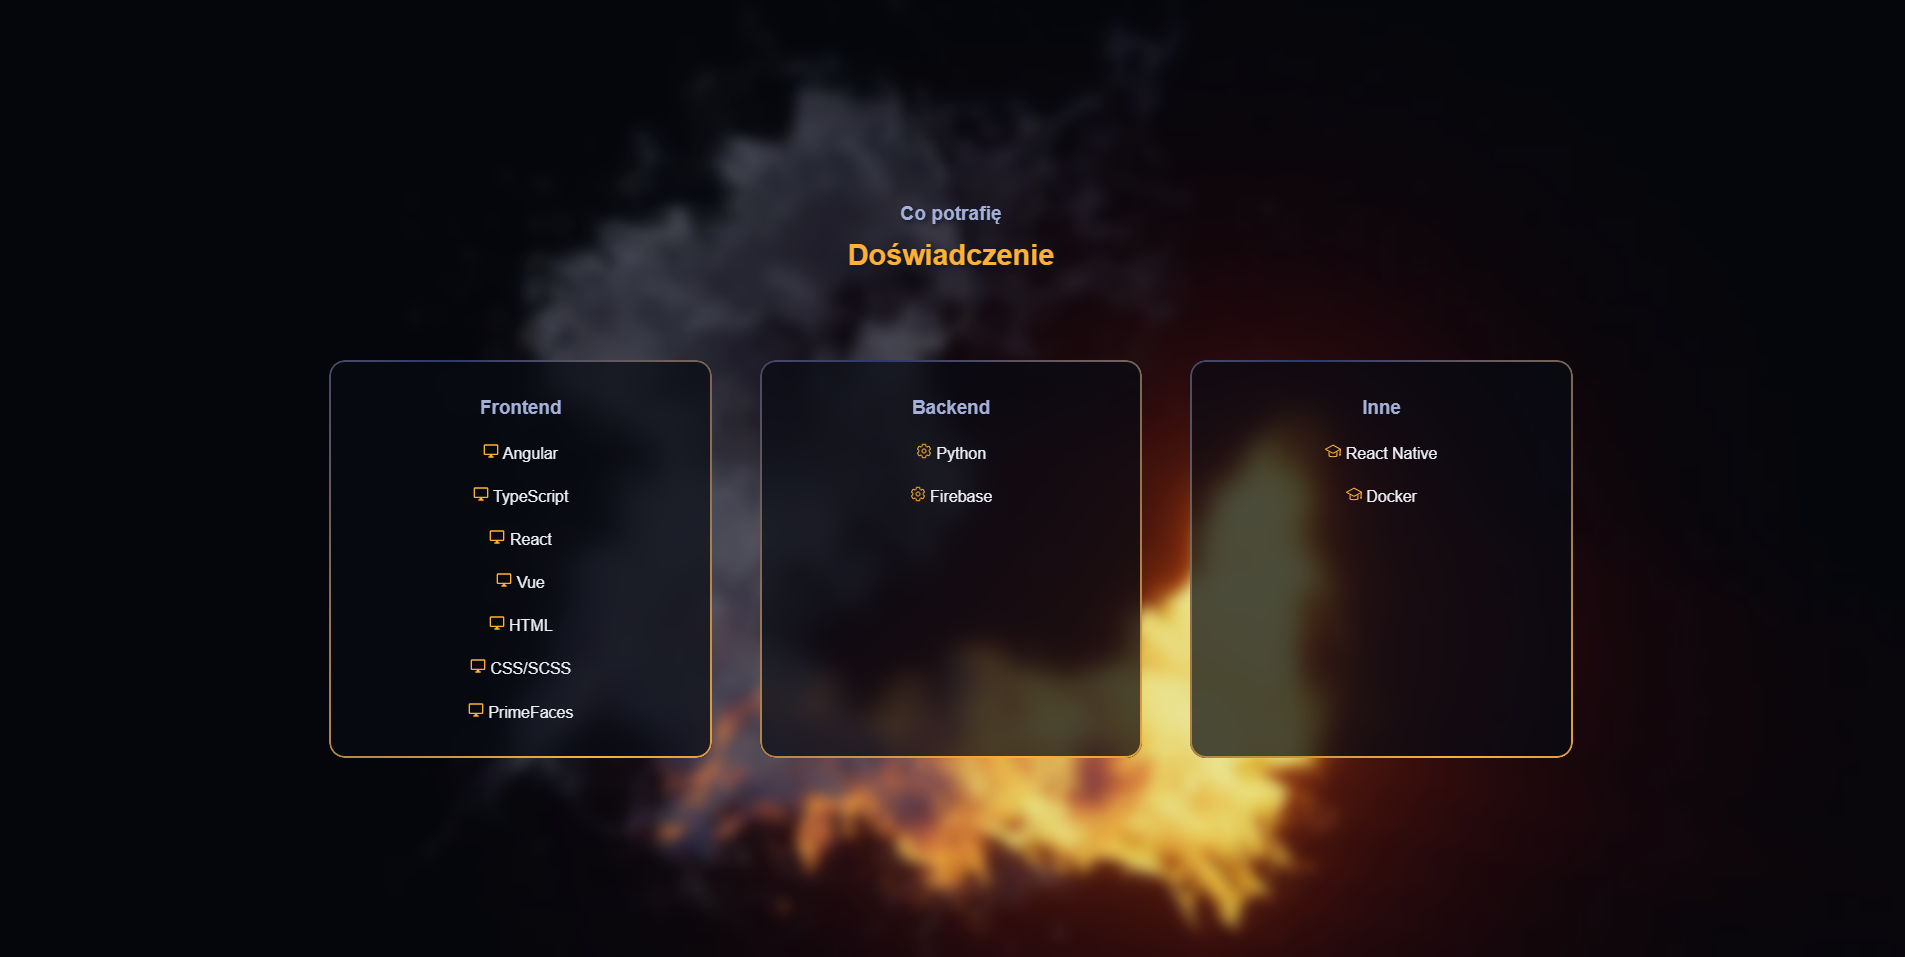 Co potrafię
Doświadczenie
Frontend
Angular
TypeScript
React
Vue
HTML
CSS/SCSS
PrimeFaces
Backend
Python
Firebase
Inne
React Native
Docker